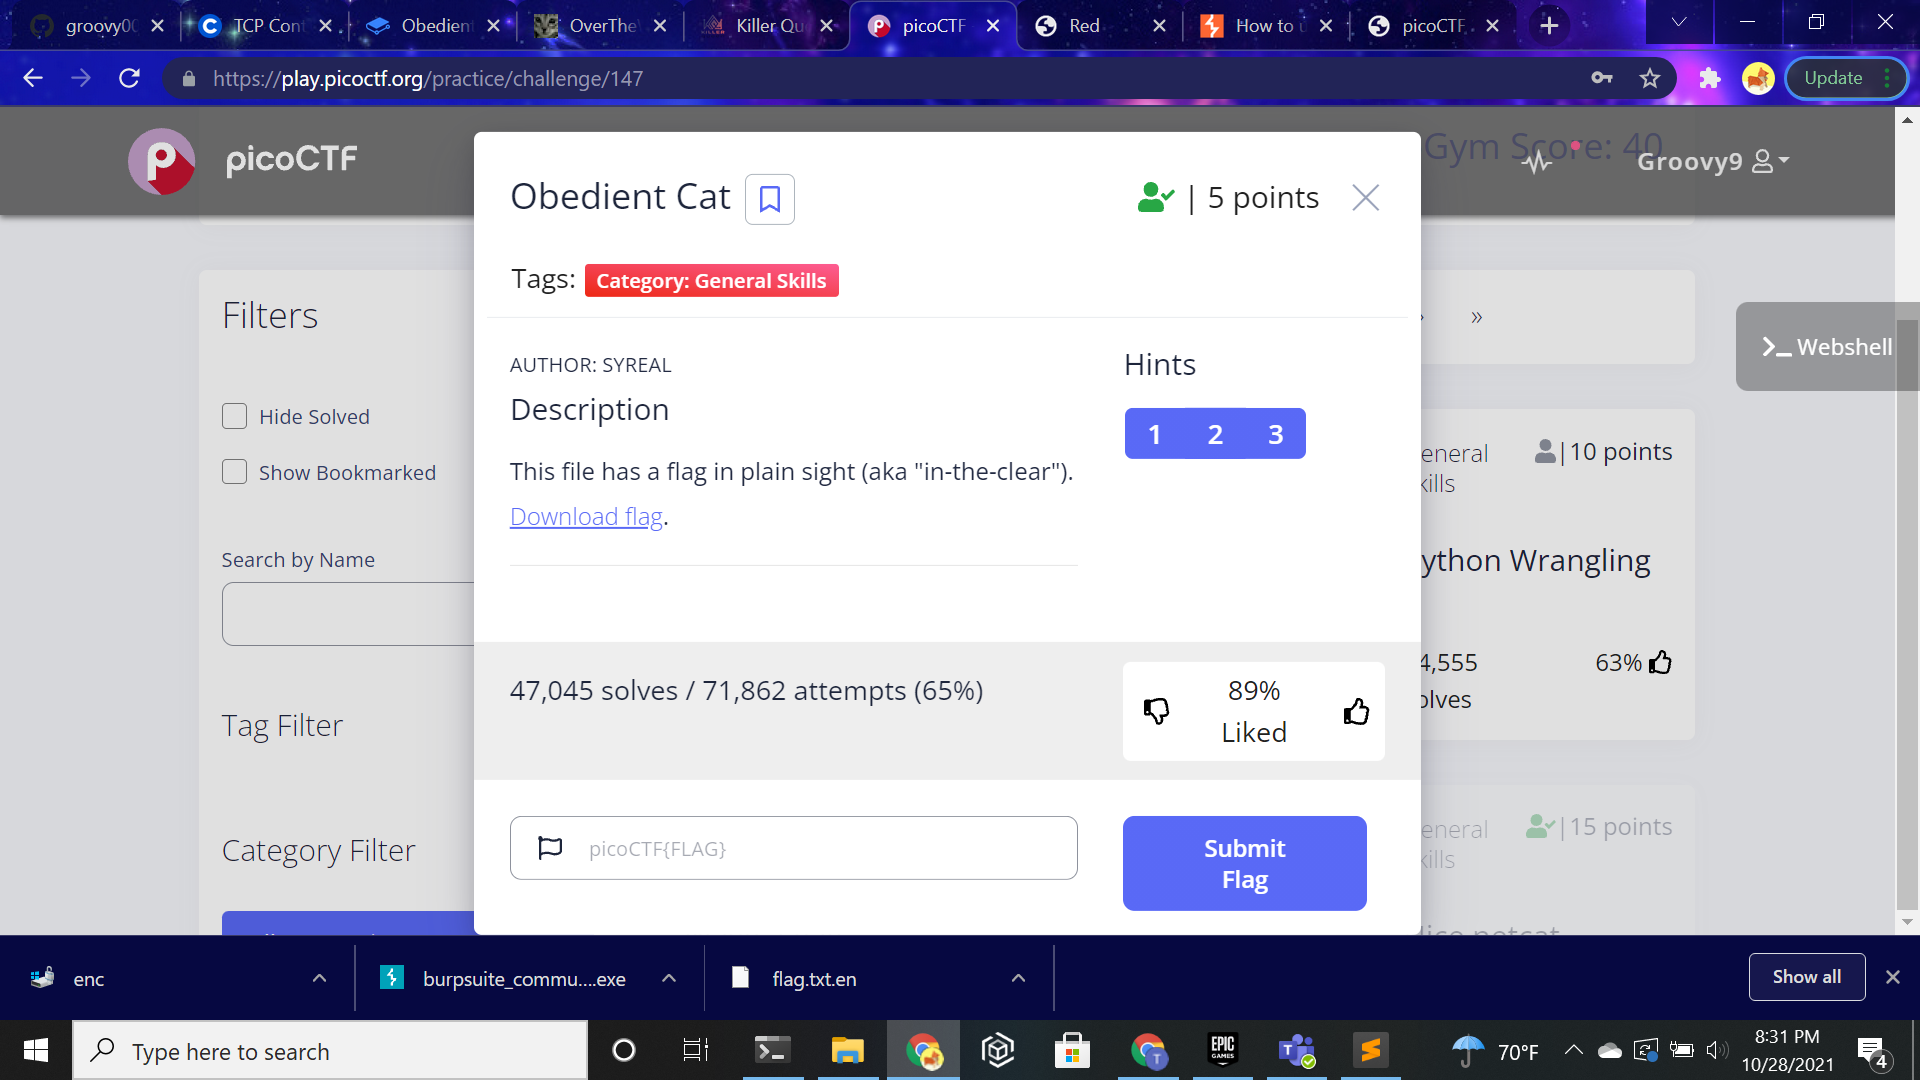 groovy0
TCP Cont
Obedien
OverThe
Killer Qu
picoCTF
Red
How to u
picoCTF.
https://play.picoctf.org/practice/challenge/147
Update
picoCTF
Gym Score: 40
Groovy9
Obedient Cat
| 5 points
Tags: Category: General Skills
Filters
»
Webshell
AUTHOR: SYREAL
Hints
Description
1 2 3
Hide Solved
Show Bookmarked
This file has a flag in plain sight (aka "in-the-clear").
Download flag.
eneral
kills
|10 points
Search by Name
ython Wrangling
4,555
olves
63%
47,045 solves / 71,862 attempts (65%)
89%
Liked
Tag Filter
Category Filter
picoCTF{FLAG}
Submit
Flag
eneral
kills
|15 points
enc
burpsuite_commu....exe
flag.txt.en
Show all
Type here to search
EPIC
GAMES
70°F
8:31 PM
10/28/2021
4